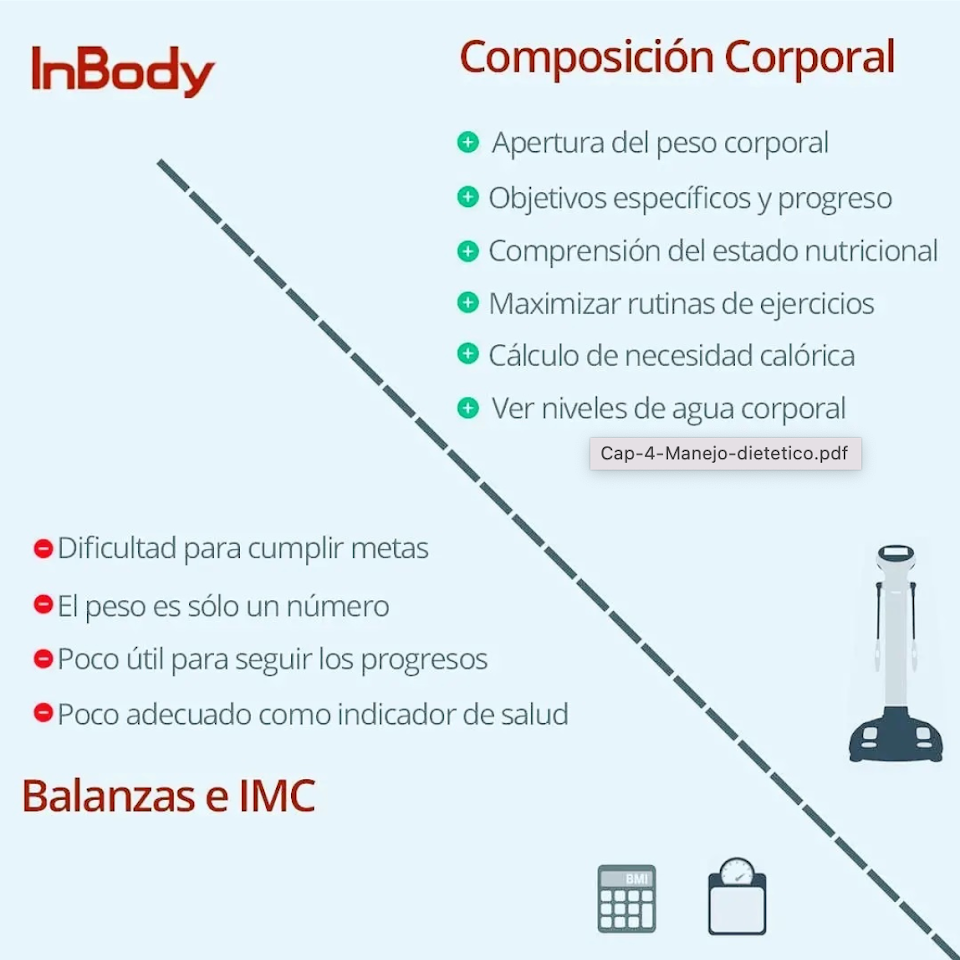 InBody
Composición Corporal
Apertura del peso corporal
Objetivos específicos y progreso
Comprensión del estado nutricional
Maximizar rutinas de ejercicios
Cálculo de necesidad calórica
Ver niveles de agua corporal
Cap-4-Manejo-dietetico.pdf
Dificultad para cumplir metas
El peso es sólo un número
Poco útil para seguir los progresos
Poco adecuado como indicador de salud
Balanzas e IMC
BMI